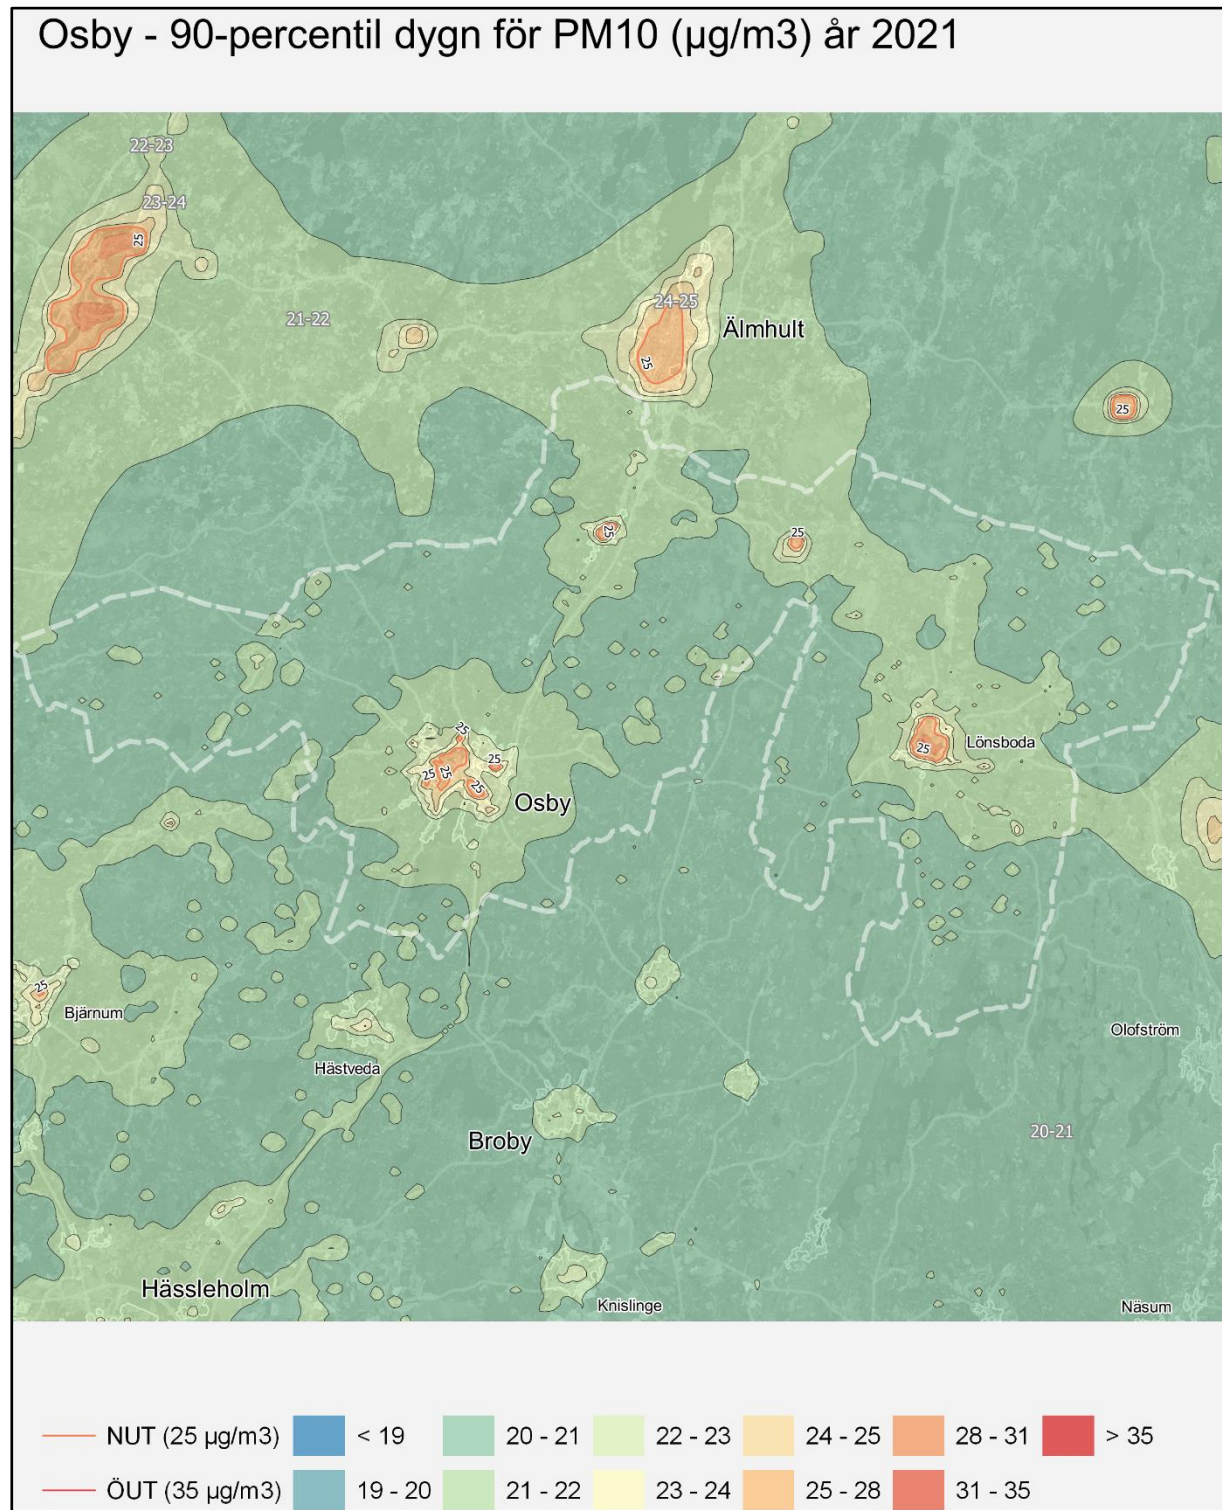 Osby - 90-percentil dygn för PM10 (µg/m3) år 2021
22-23
23-24
25
24-25
21-22
Älmhult
25
25
25
25
25
25
25
25
25
25
Lönsboda
Osby
25
Bjärnum
Olofström
Hästveda
20-21
Broby
Hässleholm
Knislinge
Näsum
NUT (25 µg/m3)
< 19
20 - 21
22 - 23
24 - 25
28 - 31
> 35
ÖUT (35 µg/m3)
19 - 20
21 - 22
23 - 24
25 - 28
31 - 35